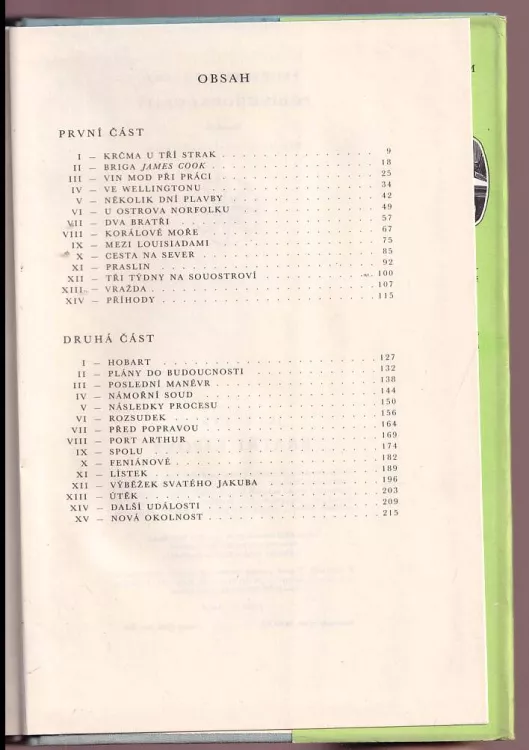 OBSAH
PRVNÍ ČÁST
I – KRČMA U TŘÍ STRAK 9
II – BRIGA JAMES COOK 18
III – VIN MOD PŘI PRÁCI 25
IV – VE WELLINGTONU 34
V – NĚKOLIK DNÍ PLAVBY 42
VI – U OSTROVA NORFOLKU 49
VII – DVA BRATŘI 57
VIII – KORÁLOVÉ MOŘE 67
IX – MEZI LOUISIADAMI 75
X – CESTA NA SEVER 85
XI – PRASLIN 92
XII – TŘI TÝDNY NA SOUOSTROVÍ 100
XIII – VRAŽDA 107
XIV – PŘÍHODY 115
DRUHÁ ČÁST
I – HOBART 127
II – PLÁNY DO BUDOUCNOSTI 132
III – POSLEDNÍ MANÉVR 138
IV – NÁMOŘNÍ SOUD 144
V – NÁSLEDKY PROCESU 150
VI – ROZSUDEK 156
VII – PŘED POPRAVOU 164
VIII – PORT ARTHUR 169
IX – SPOLU 174
X – FENIÁNOVÉ 182
XI – LÍSTEK 189
XII – VÝBĚŽEK SVATÉHO JAKUBA 196
XIII – ÚTĚK 203
XIV – DALŠÍ UDÁLOSTI 209
XV – NOVÁ OKOLNOST 215